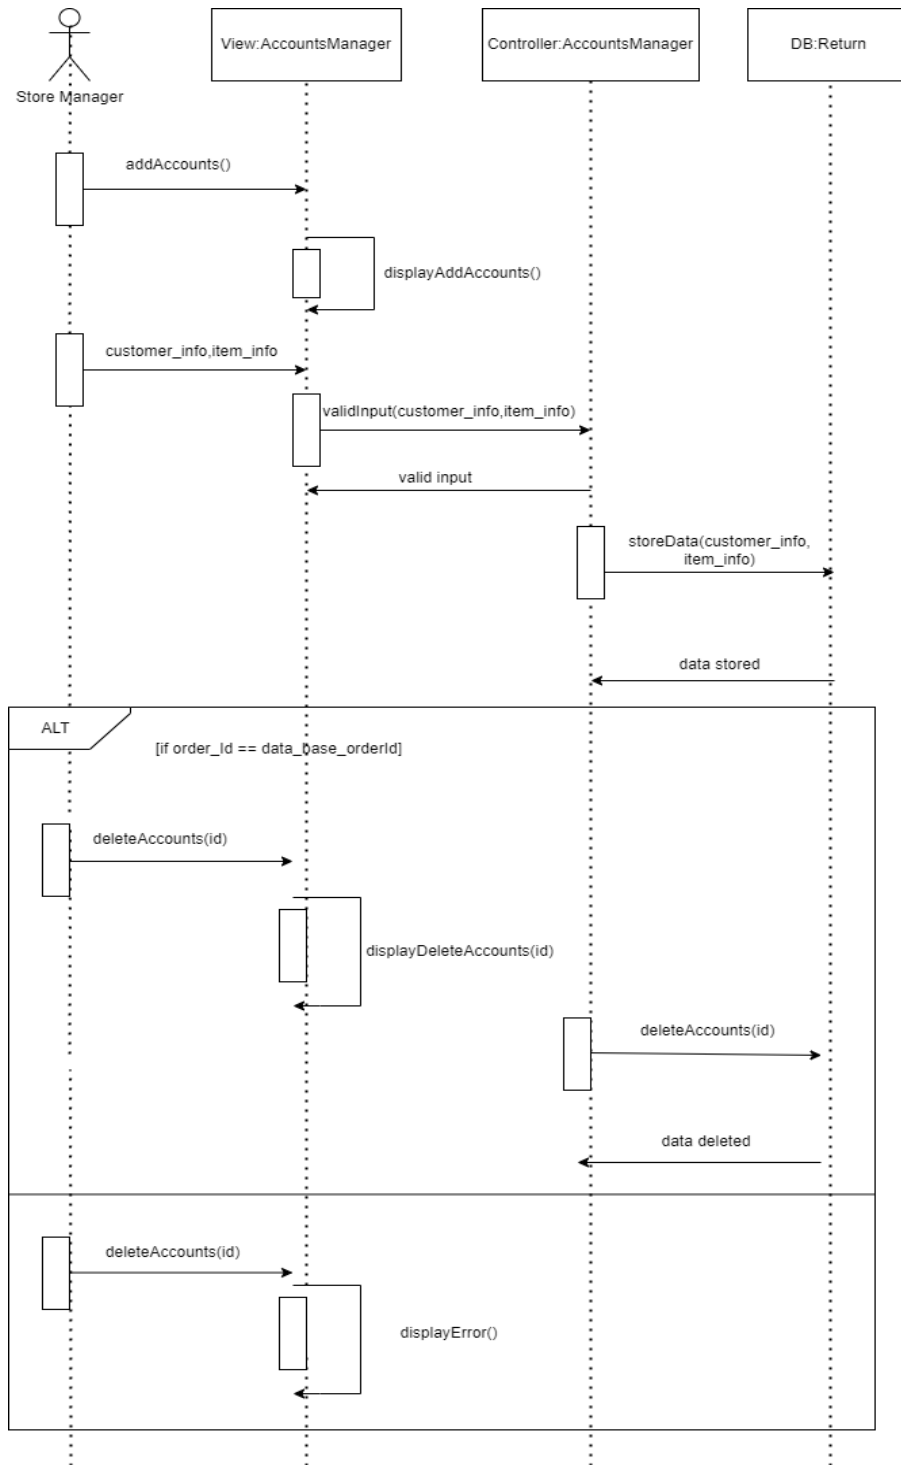 Store Manager
View:AccountsManager
Controller:AccountsManager
DB:Return
addAccounts()
displayAddAccounts()
customer_info,item_info
validInput(customer_info,item_info)
valid input
storeData(customer_info,
item_info)
data stored
ALT
[if order_Id == data_base_orderId]
deleteAccounts(id)
displayDeleteAccounts(id)
deleteAccounts(id)
data deleted
deleteAccounts(id)
displayError()